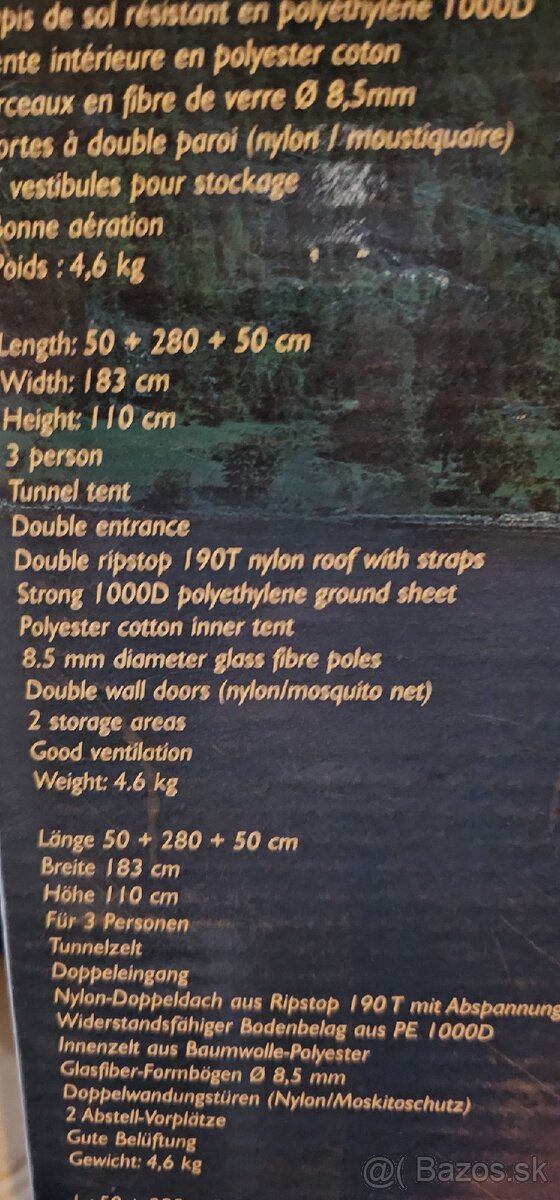 pis de sol résistant en polyéthylène 1000D
nte intérieure en polyester coton
rceaux en fibre de verre Ø 8,5mm
ortes à double paroi (nylon / moustiquaire)
vestibules pour stockage
onne aération
Poids : 4,6 kg
Length: 50 + 280 + 50 cm
Width: 183 cm
Height: 110 cm
3 person
Tunnel tent
Double entrance
Double ripstop 190T nylon roof with straps
Strong 1000D polyethylene ground sheet
Polyester cotton inner tent
8.5 mm diameter glass fibre poles
Double wall doors (nylon/mosquito net)
2 storage areas
Good ventilation
Weight: 4.6 kg
Länge 50 + 280 + 50 cm
Breite 183 cm
Höhe 110 cm
Für 3 Personen
Tunnelzelt
Doppeleingang
Nylon-Doppeldach aus Ripstop 190 T mit Abspannung
Widerstandsfähiger Bodenbelag aus PE 1000D
Innenzelt aus Baumwolle-Polyester
Glasfiber-Formbögen Ø 8,5 mm
Doppelwandungstüren (Nylon/Moskitoschutz)
2 Abstell-Vorplätze
Gute Belüftung
Gewicht: 4,6 kg
@( Bazos.sk